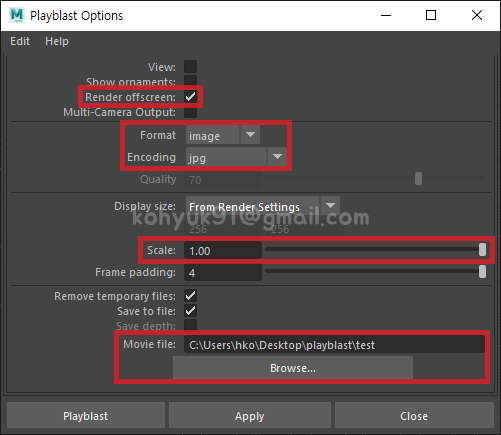 Playblast Options
Edit Help
View:
Show ornaments:
Render offscreen:
Multi-Camera Output:
Format image
Encoding jpg
Quality 70
Display size: From Render Settings
256 256
kohyuk91@gmail.com
Scale: 1.00
Frame padding: 4
Remove temporary files:
Save to file:
Save depth:
Movie file: C:\Users\hko\Desktop\playblast\test
Browse...
Playblast Apply Close